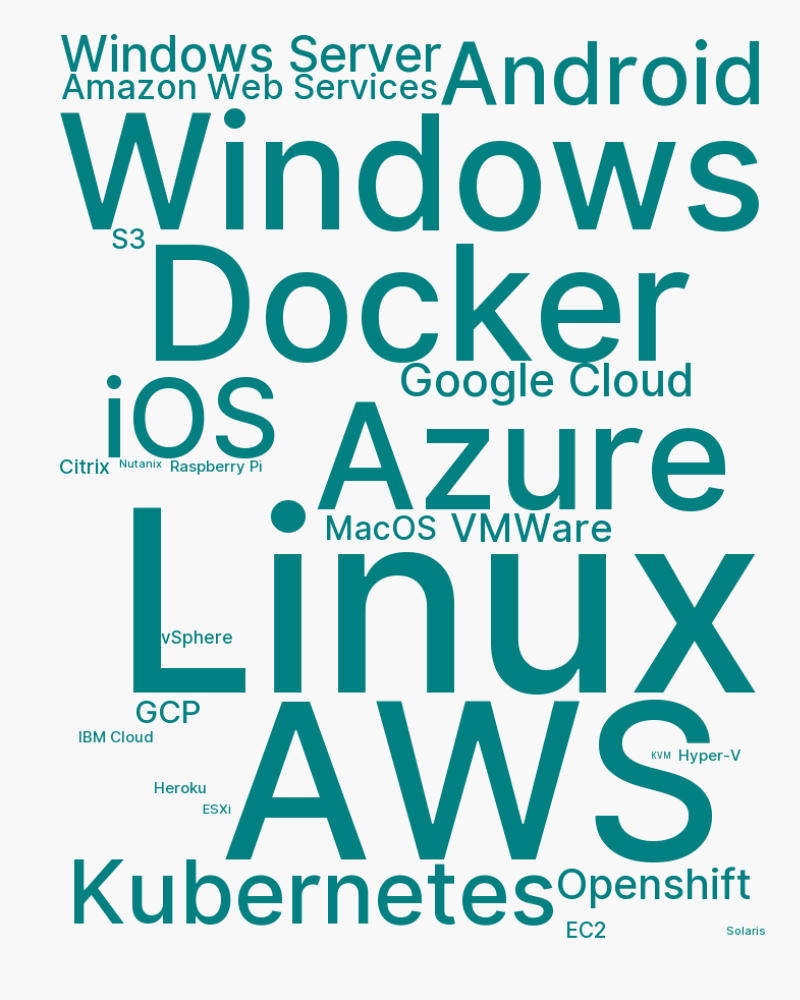 Windows Server
Android
Amazon Web Services
Windows
S3
Docker
Google Cloud
iOS
Azure
Citrix
Nutanix
Raspberry Pi
MacOS
VMWare
Linux
vSphere
GCP
IBM Cloud
AWS
KVM
Hyper-V
Heroku
ESXi
Kubernetes
Openshift
EC2
Solaris